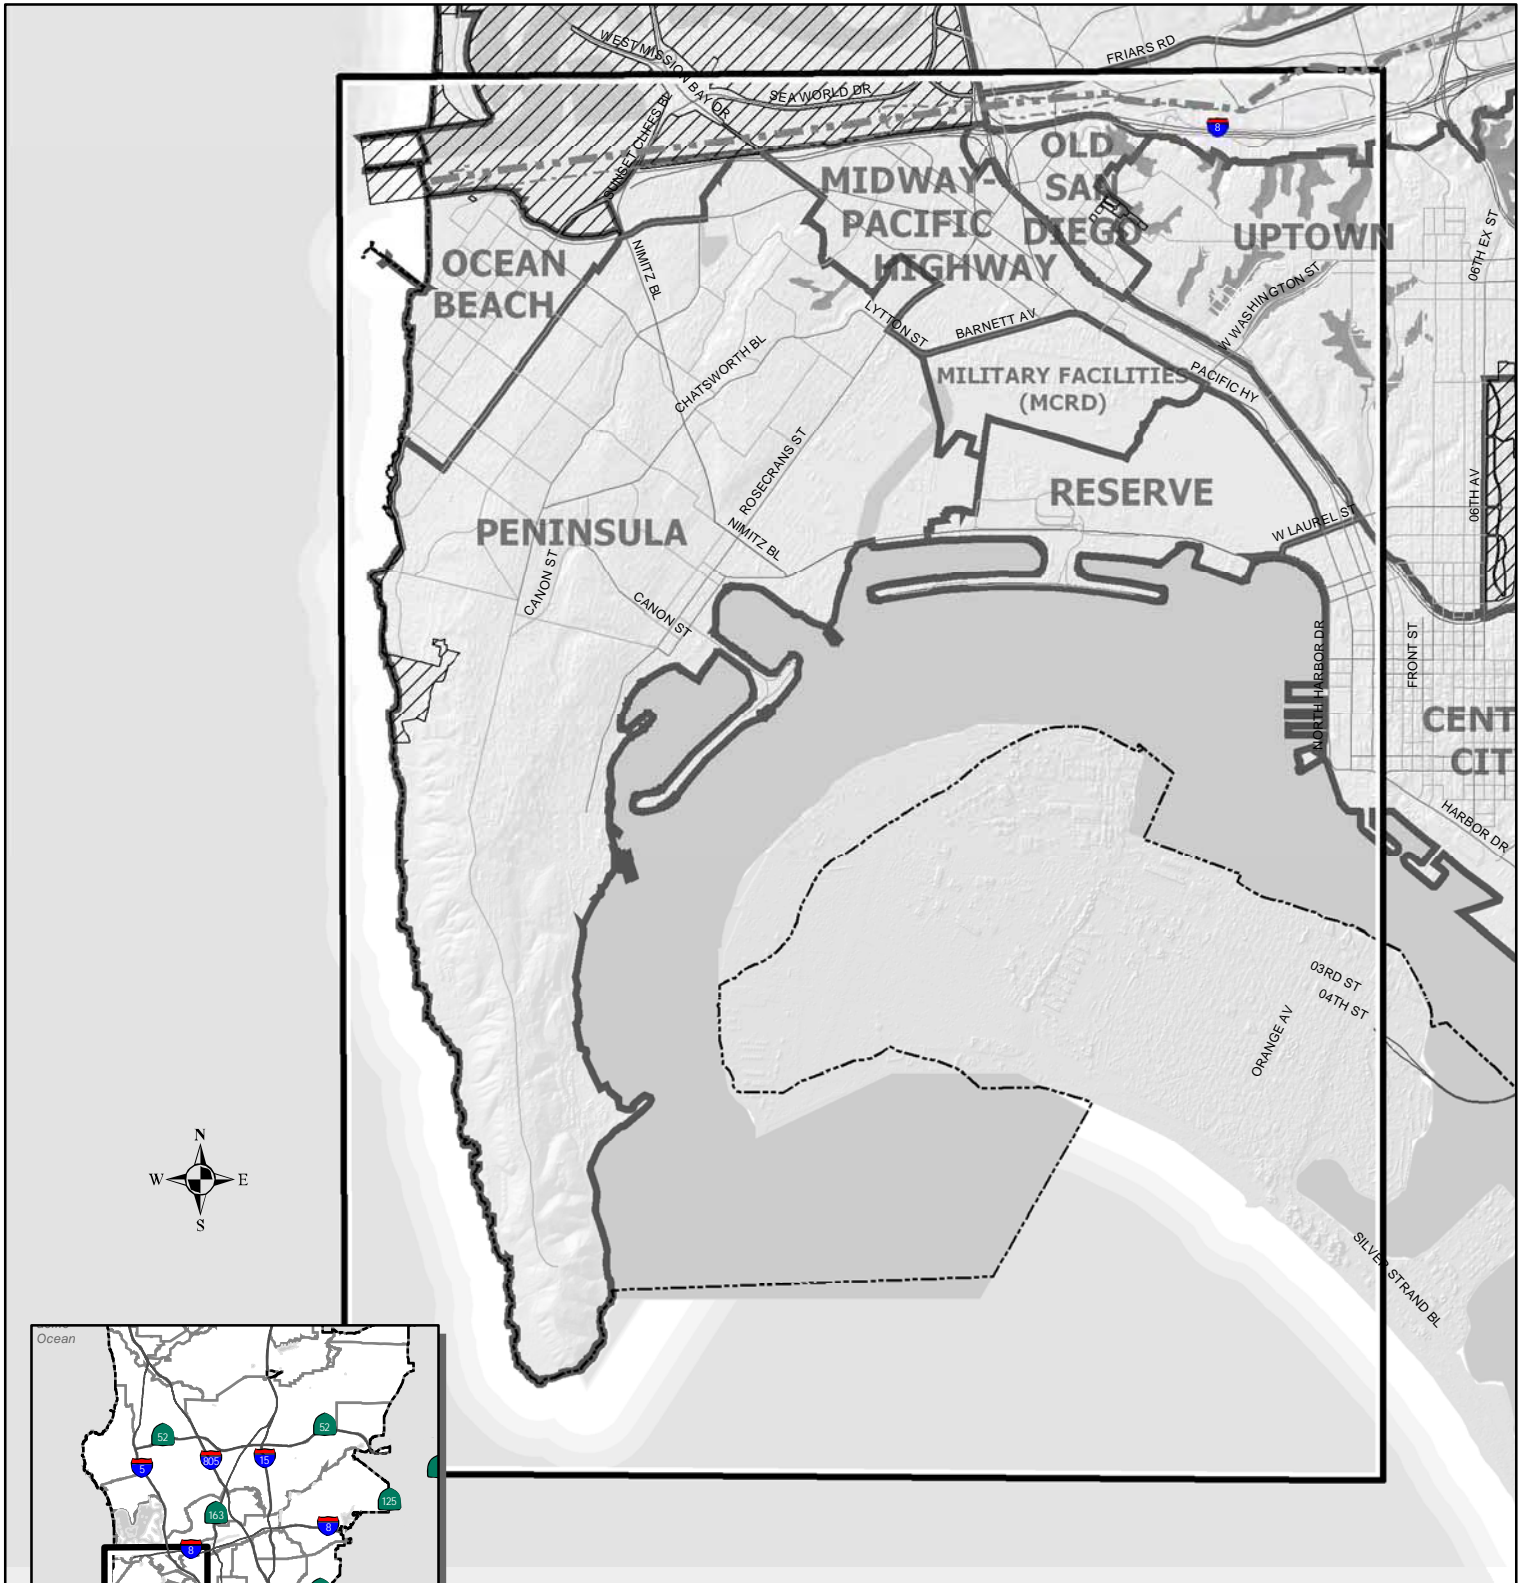 WEST MISSION BAY DR
FRIARS RD
SEA WORLD DR
SUNSET CLIFFS BL
8
OLD
SAN
DIEGO
MIDWAY-
PACIFIC
HIGHWAY
UPTOWN
06TH EX ST
OCEAN
BEACH
NIMITZ BL
W WASHINGTON ST
LYTTON ST
BARNETT AV
CHATSWORTH BL
MILITARY FACILITIES
(MCRD)
PACIFIC HY
ROSECRANS ST
RESERVE
06TH AV
PENINSULA
NIMITZ BL
W LAUREL ST
CANON ST
CANON ST
NORTH HARBOR DR
FRONT ST
CENT
CIT
HARBOR DR
03RD ST
04TH ST
ORANGE AV
SILVER STRAND BL
N
W
E
S
Ocean
52
52
5
805
15
125
163
8
8